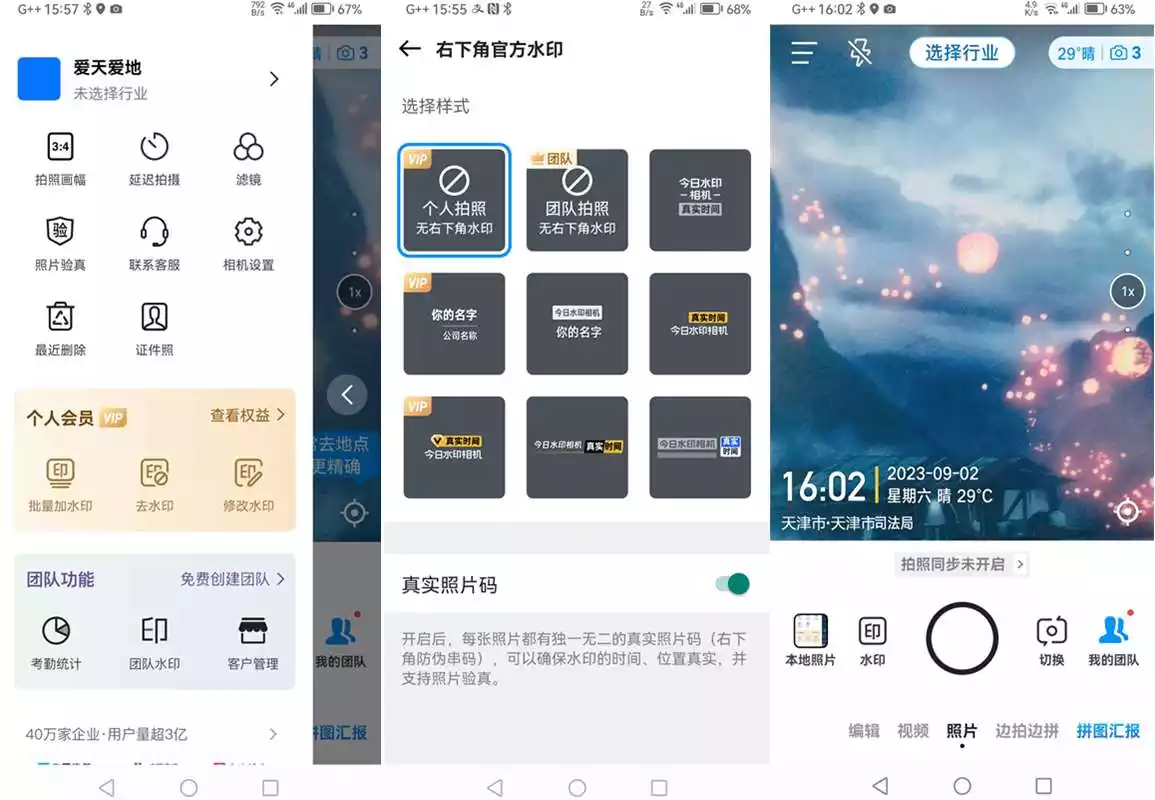 G++ 15:57
792 B/s 4G 67%
爱天爱地
未选择行业
3:4
拍照画幅
延迟拍摄
滤镜
验
照片验真
联系客服
相机设置
最近删除
证件照
个人会员 VIP
查看权益
印
批量加水印
去水印
修改水印
团队功能
免费创建团队
考勤统计
印
团队水印
客户管理
40万家企业·用户量超3亿
晴 3
1x
去地点
更精确
我的团队
拼图汇报
G++ 15:55
27 B/s 4G 68%
右下角官方水印
选择样式
VIP
个人拍照
无右下角水印
团队
团队拍照
无右下角水印
今日水印
-相机-
真实时间
VIP
你的名字
公司名称
今日水印相机
你的名字
真实时间
今日水印相机
VIP
真实时间
今日水印相机
今日水印相机 真实时间
今日水印相机 真实时间
真实照片码
开启后，每张照片都有独一无二的真实照片码（右下
角防伪串码），可以确保水印的时间、位置真实，并
支持照片验真。
G++ 16:02
4.9 K/s 4G 63%
选择行业
29°晴 3
1x
16:02
2023-09-02
星期六 晴 29°C
天津市·天津市司法局
拍照同步未开启
本地照片
印
水印
切换
我的团队
编辑 视频 照片 边拍边拼 拼图汇报